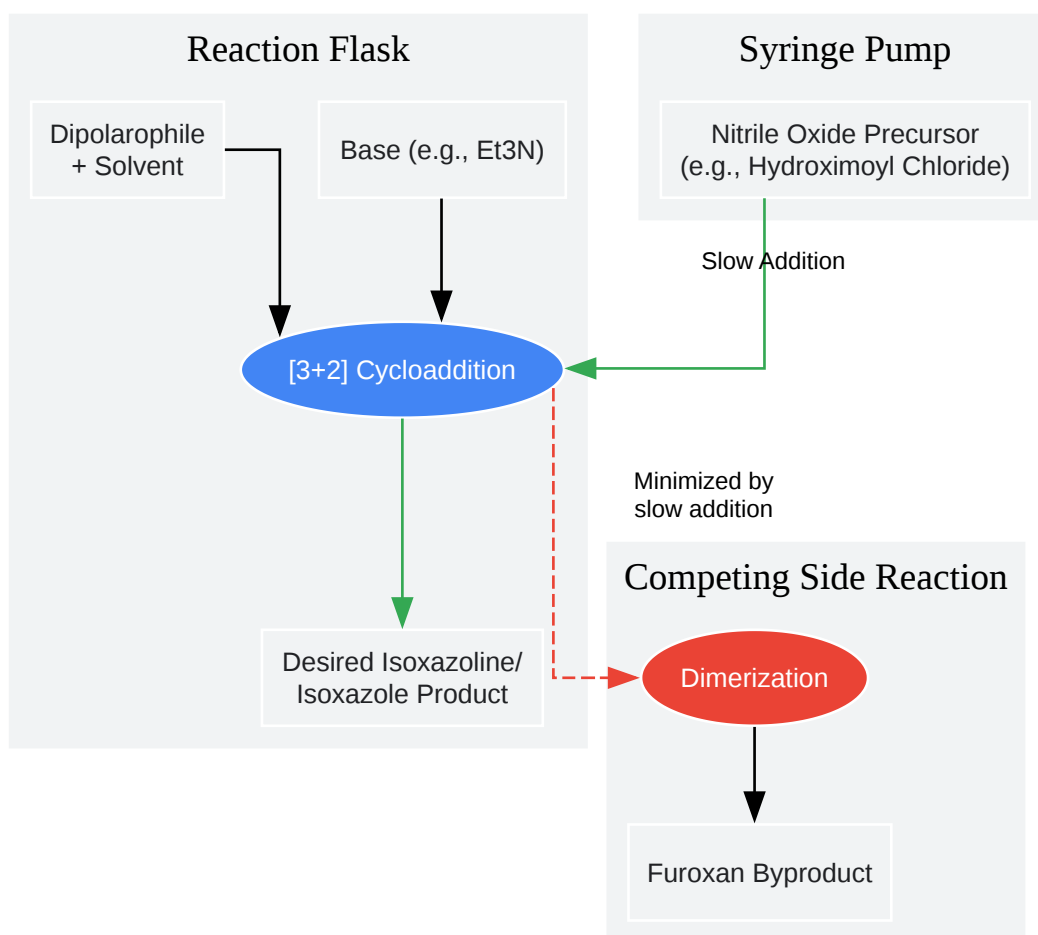 Reaction Flask
Syringe Pump
Dipolarophile
+ Solvent
Base (e.g., Et3N)
Nitrile Oxide Precursor
(e.g., Hydroximoyl Chloride)
Slow Addition
[3+2] Cycloaddition
Minimized by
slow addition
Competing Side Reaction
Desired Isoxazoline/
Isoxazole Product
Dimerization
Furoxan Byproduct